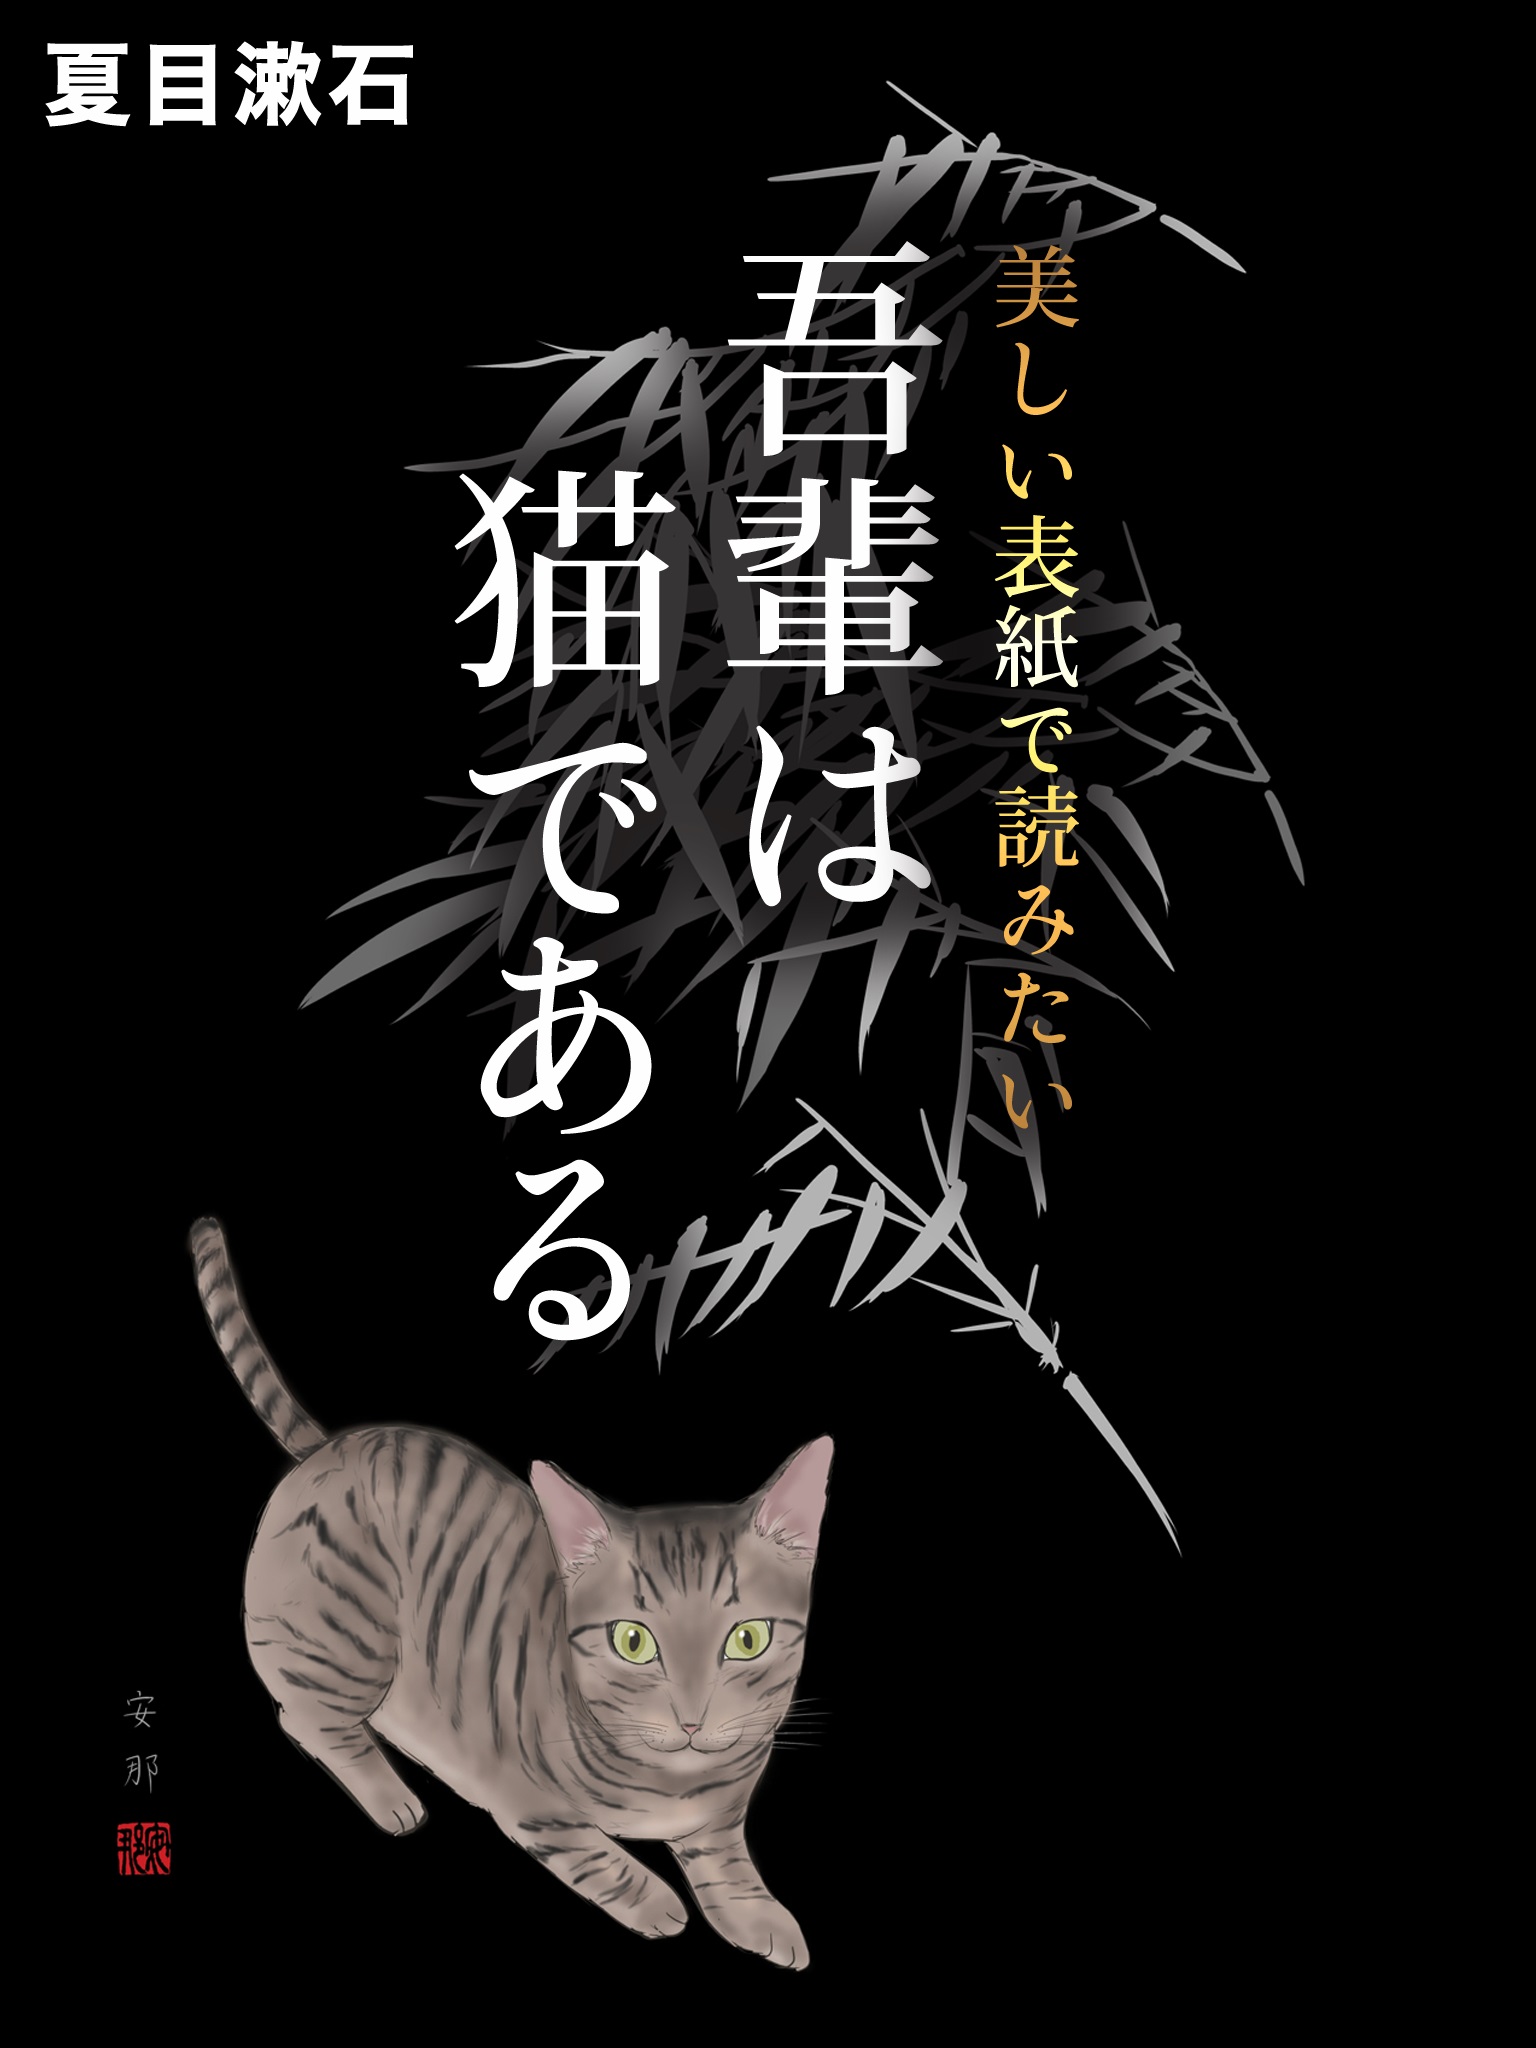 夏目漱石
美しい表紙で読みたい
吾輩は
猫である
安那